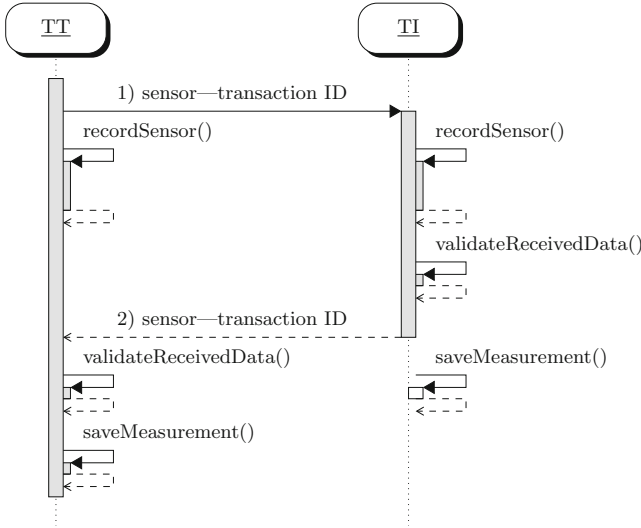 TT
TI
1) sensor—transaction ID
recordSensor()
recordSensor()
validateReceivedData()
2) sensor—transaction ID
validateReceivedData()
saveMeasurement()
saveMeasurement()